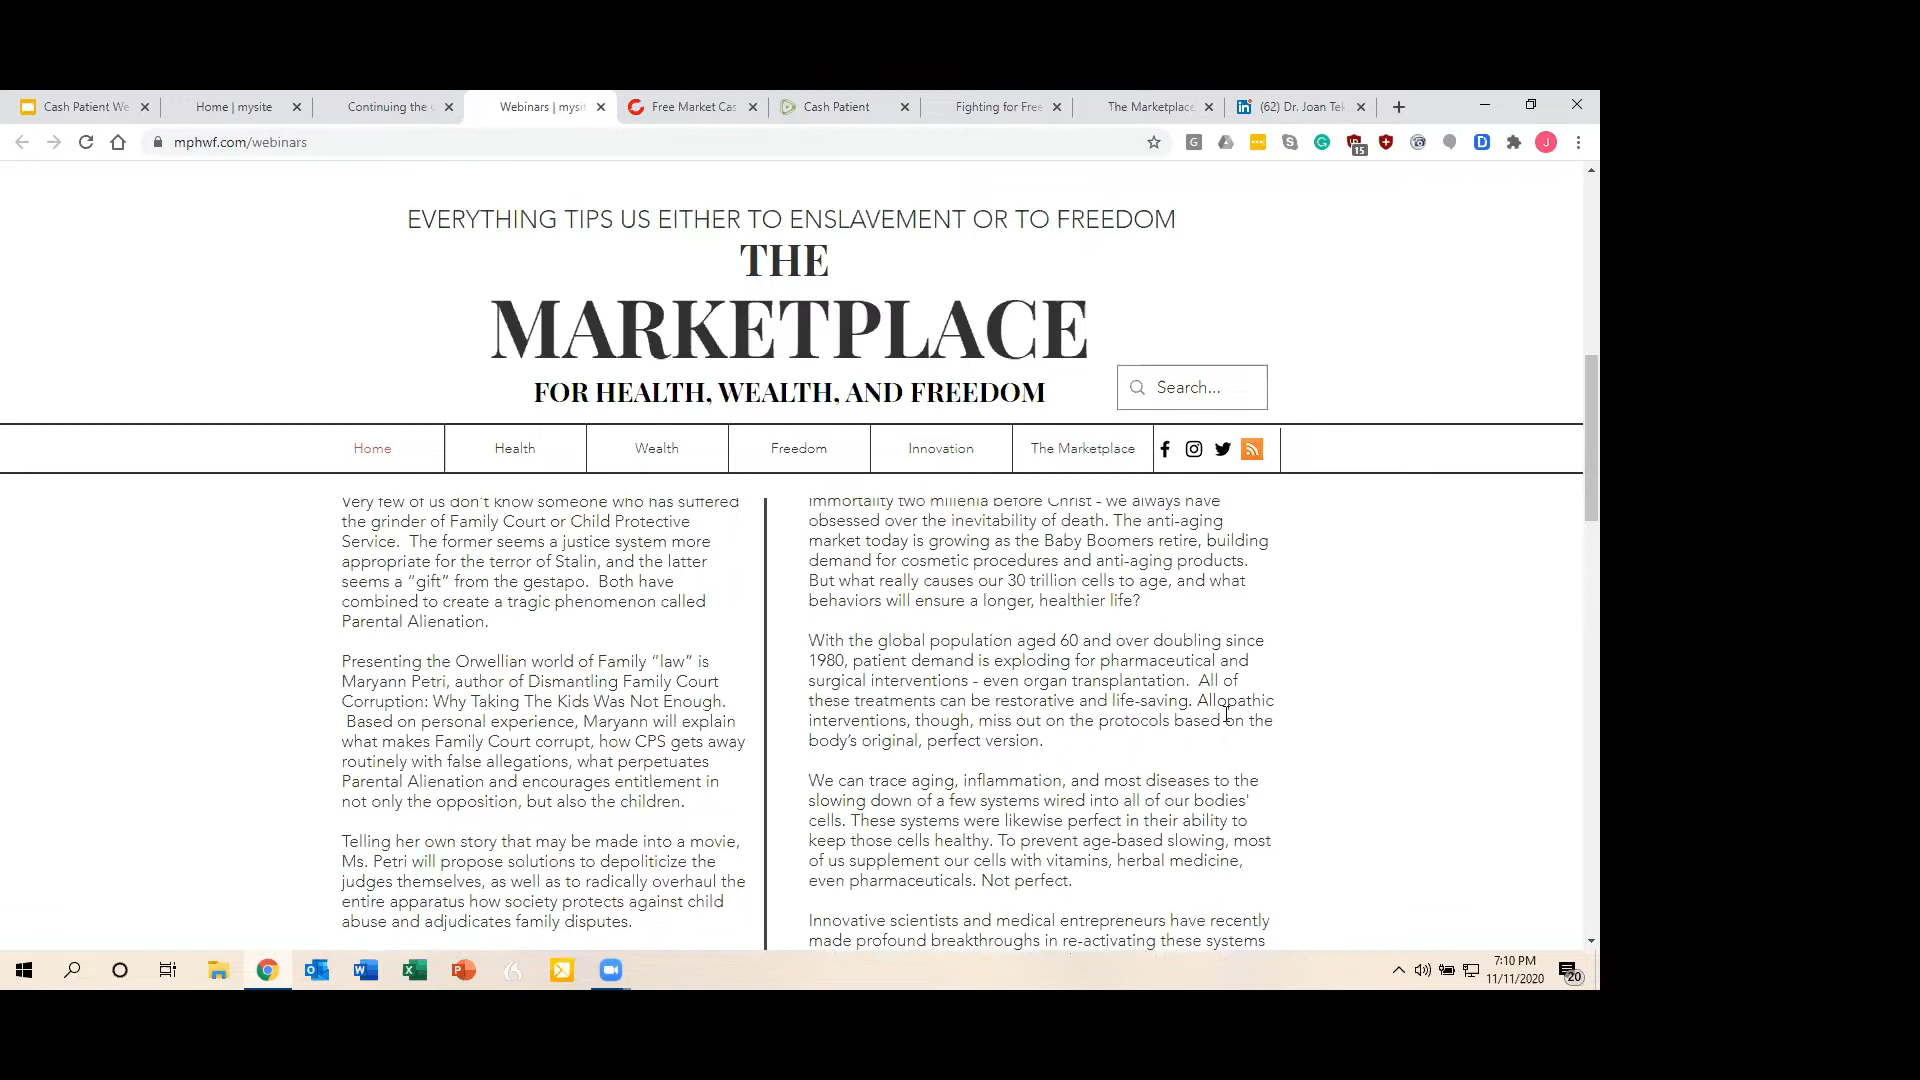 Cash Patient We
Home | mysite
Continuing the
Webinars | mysit
Free Market Cas
Cash Patient
Fighting for Free
The Marketplace
(62) Dr. Joan Tel
mphwf.com/webinars
15
J
EVERYTHING TIPS US EITHER TO ENSLAVEMENT OR TO FREEDOM
THE
MARKETPLACE
FOR HEALTH, WEALTH, AND FREEDOM
Search...
Home
Health
Wealth
Freedom
Innovation
The Marketplace
Very few of us don't know someone who has suffered
the grinder of Family Court or Child Protective
Service.  The former seems a justice system more
appropriate for the terror of Stalin, and the latter
seems a “gift” from the gestapo.  Both have
combined to create a tragic phenomenon called
Parental Alienation.
Presenting the Orwellian world of Family “law” is
Maryann Petri, author of Dismantling Family Court
Corruption: Why Taking The Kids Was Not Enough.
Based on personal experience, Maryann will explain
what makes Family Court corrupt, how CPS gets away
routinely with false allegations, what perpetuates
Parental Alienation and encourages entitlement in
not only the opposition, but also the children.
Telling her own story that may be made into a movie,
Ms. Petri will propose solutions to depoliticize the
judges themselves, as well as to radically overhaul the
entire apparatus how society protects against child
abuse and adjudicates family disputes.
Immortality two millenia before Christ - we always have
obsessed over the inevitability of death. The anti-aging
market today is growing as the Baby Boomers retire, building
demand for cosmetic procedures and anti-aging products.
But what really causes our 30 trillion cells to age, and what
behaviors will ensure a longer, healthier life?
With the global population aged 60 and over doubling since
1980, patient demand is exploding for pharmaceutical and
surgical interventions - even organ transplantation.  All of
these treatments can be restorative and life-saving. Allopathic
interventions, though, miss out on the protocols based on the
body's original, perfect version.
We can trace aging, inflammation, and most diseases to the
slowing down of a few systems wired into all of our bodies'
cells. These systems were likewise perfect in their ability to
keep those cells healthy. To prevent age-based slowing, most
of us supplement our cells with vitamins, herbal medicine,
even pharmaceuticals. Not perfect.
Innovative scientists and medical entrepreneurs have recently
made profound breakthroughs in re-activating these systems
7:10 PM
11/11/2020
20